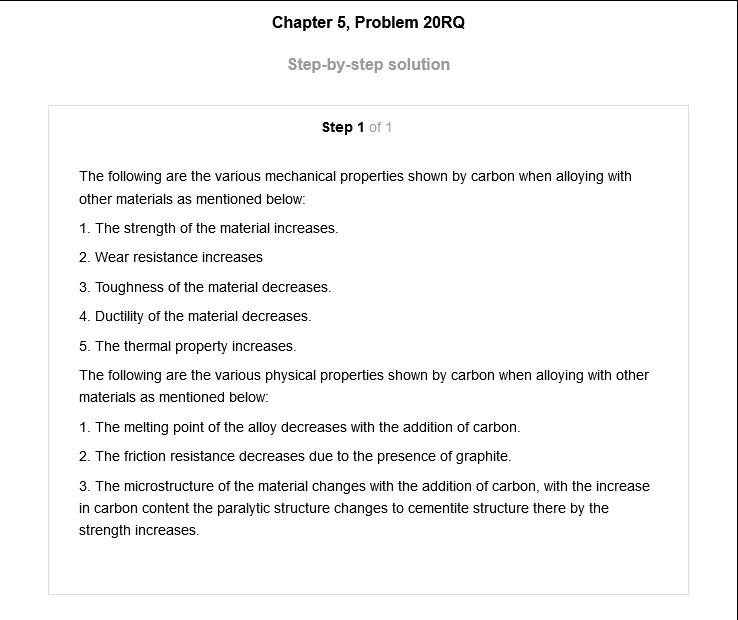 Chapter 5, Problem 20RQ
Step-by-step solution
Step 1 of 1
The following are the various mechanical properties shown by carbon when alloying with
other materials as mentioned below:
1. The strength of the material increases.
2. Wear resistance increases
3. Toughness of the material decreases.
4. Ductility of the material decreases.
5. The thermal property increases.
The following are the various physical properties shown by carbon when alloying with other
materials as mentioned below:
1. The melting point of the alloy decreases with the addition of carbon.
2. The friction resistance decreases due to the presence of graphite.
3. The microstructure of the material changes with the addition of carbon, with the increase
in carbon content the paralytic structure changes to cementite structure there by the
strength increases.